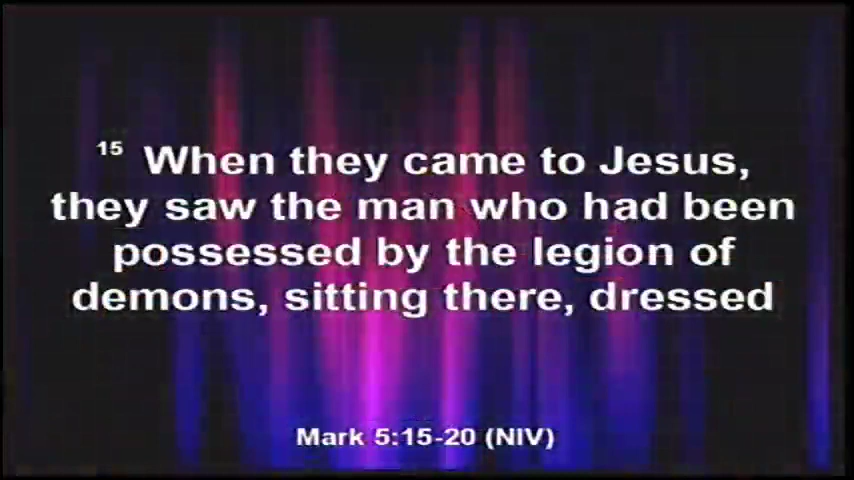 15 When they came to Jesus,
they saw the man who had been
possessed by the legion of
demons, sitting there, dressed
Mark 5:15-20 (NIV)